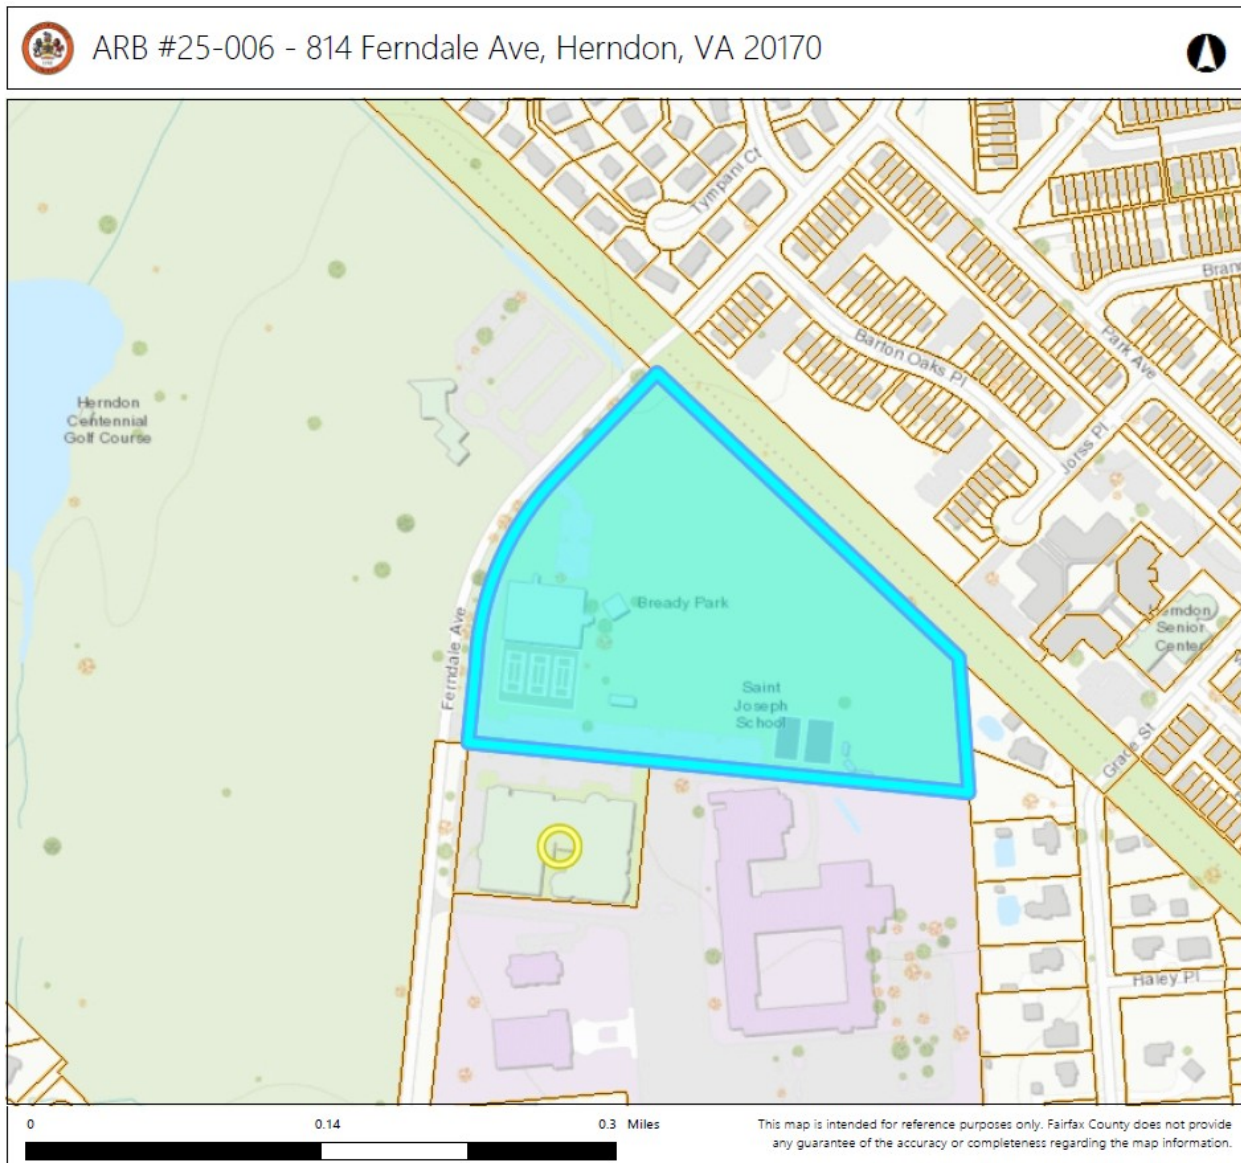 ARB #25-006 - 814 Ferndale Ave, Herndon, VA 20170
Tympani Ct
Park Ave
Barton Oaks Pl
Jorss Pl
Herndon
Centennial
Golf Course
Bready Park
Ferndale Ave
Senior
Center
Saint
Joseph
School
Grace St
Haley Pl
0 0.14 0.3 Miles
This map is intended for reference purposes only. Fairfax County does not provide
any guarantee of the accuracy or completeness regarding the map information.